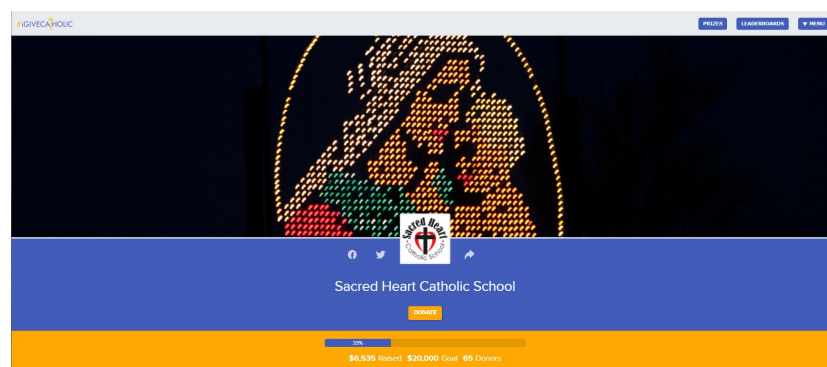 #iGIVECATHOLIC
PRIZES
LEADERBOARDS
▼ MENU
Sacred Heart
Catholic School
Sacred Heart Catholic School
DONATE
33%
$6,535 Raised $20,000 Goal 65 Donors